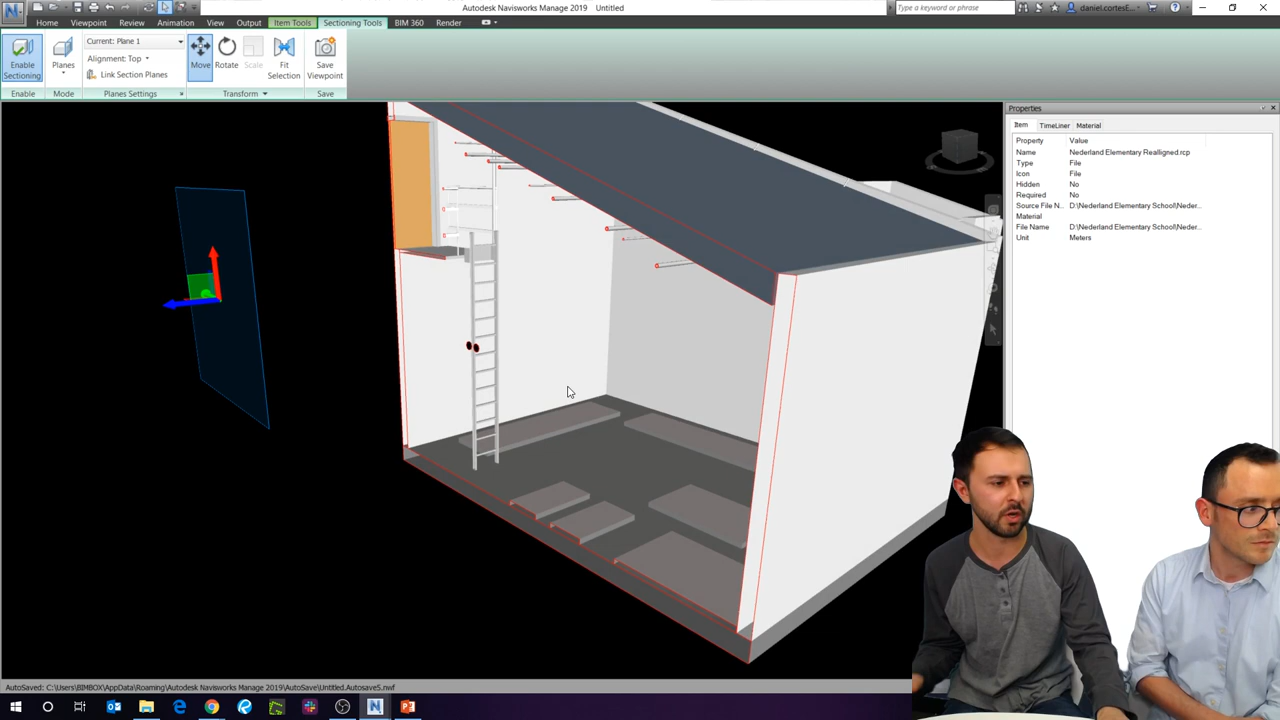 Autodesk Navisworks Manage 2019 Untitled
Type a keyword or phrase
daniel.cortesE...
Home Viewpoint Review Animation View Output Item Tools Sectioning Tools BIM 360 Render
Enable Sectioning
Planes
Current: Plane 1
Alignment: Top
Link Section Planes
Move
Rotate
Scale
Fit Selection
Save Viewpoint
Enable Mode Planes Settings Transform Save
Properties
Item TimeLiner Material
Property Value
Name Nederland Elementary Realligned.rcp
Type File
Icon File
Hidden No
Required No
Source File N... D:\Nederland Elementary School\Neder...
Material
File Name D:\Nederland Elementary School\Neder...
Unit Meters
AutoSaved: C:\Users\BIMBOX\AppData\Roaming\Autodesk Navisworks Manage 2019\AutoSave\Untitled.Autosave5.nwf